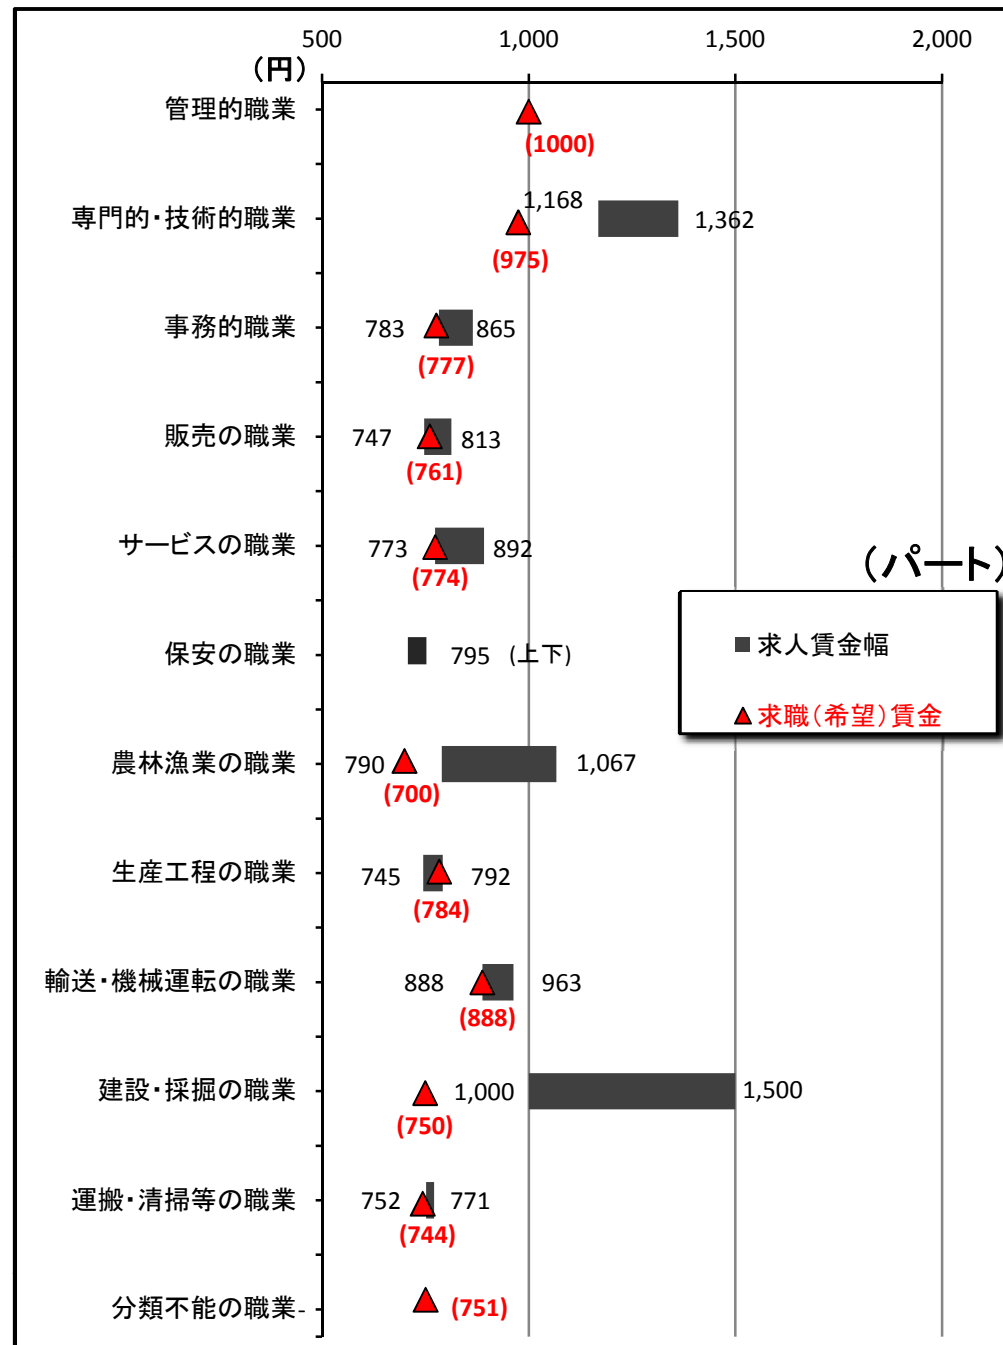 500 1,000 1,500 2,000
（円）
管理的職業
(1000)
専門的・技術的職業 1,168 1,362
(975)
事務的職業 783 865
(777)
販売の職業 747 813
(761)
サービスの職業 773 892
(774)
（パート）
保安の職業 795 (上下)
■求人賃金幅
▲求職（希望）賃金
農林漁業の職業 790 1,067
(700)
生産工程の職業 745 792
(784)
輸送・機械運転の職業 888 963
(888)
建設・採掘の職業 1,000 1,500
(750)
運搬・清掃等の職業 752 771
(744)
分類不能の職業- (751)